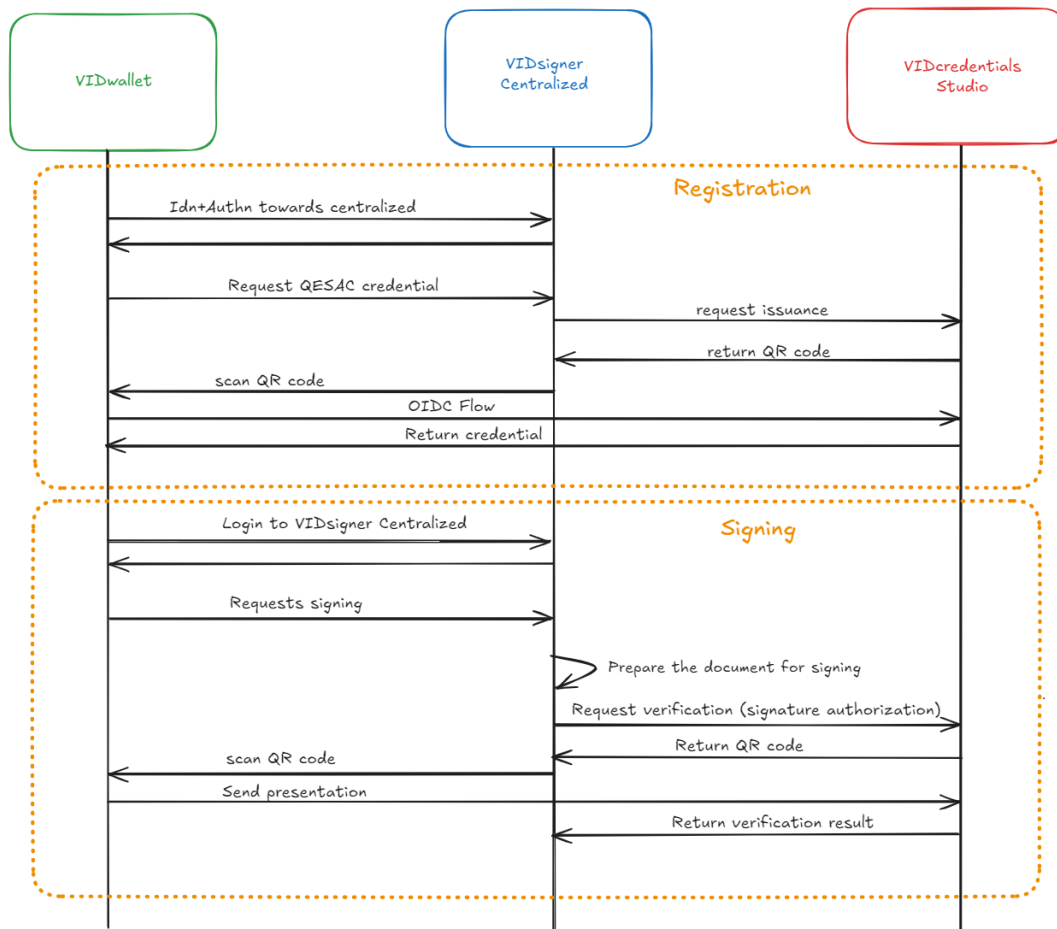 VIDwallet
VIDsigner
Centralized
VIDcredentials
Studio
Registration
Idn+Authn towards centralized
Request QESAC credential
request issuance
return QR code
scan QR code
OIDC Flow
Return credential
Signing
Login to VIDsigner Centralized
Requests signing
Prepare the document for signing
Request verification (signature authorization)
Return QR code
scan QR code
Send presentation
Return verification result